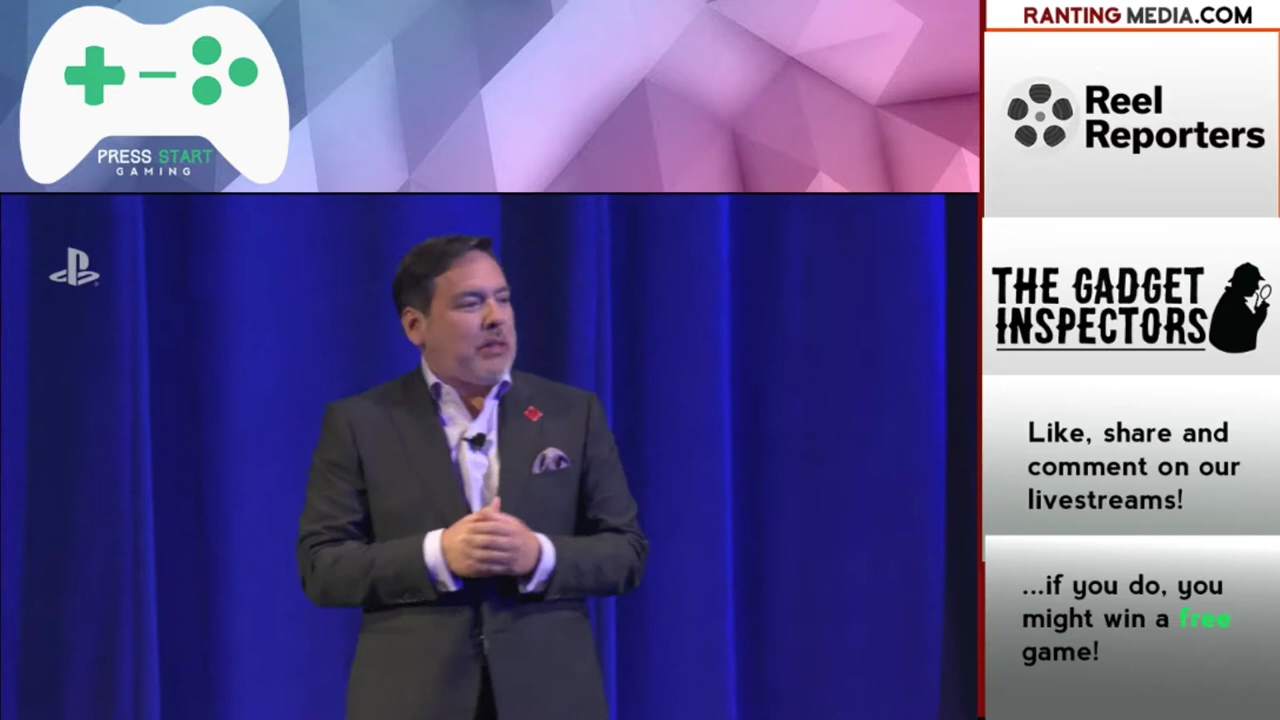 PRESS START
GAMING
RANTING MEDIA.COM
Reel
Reporters
THE GADGET
INSPECTORS
Like, share and
comment on our
livestreams!
...if you do, you
might win a free
game!